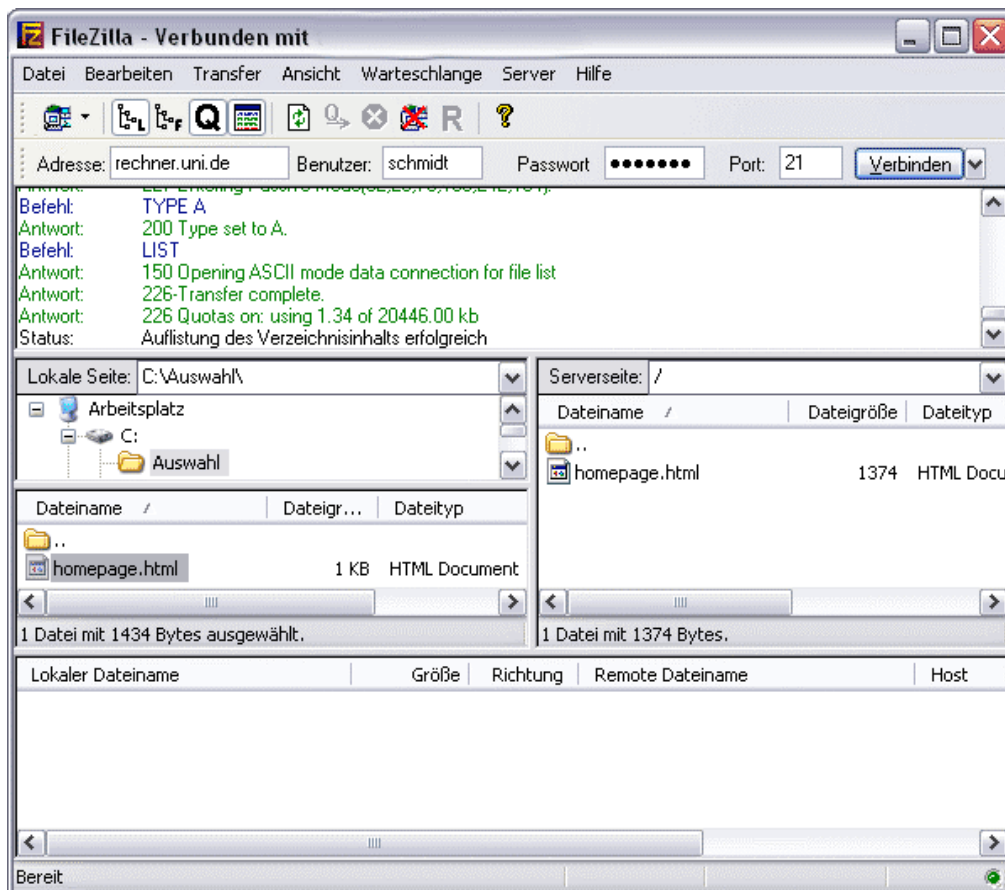 FileZilla - Verbunden mit
Datei Bearbeiten Transfer Ansicht Warteschlange Server Hilfe
L F Q R ?
Adresse: rechner.uni.de Benutzer: schmidt Passwort ●●●●●●● Port: 21 Verbinden
Befehl: TYPE A
Antwort: 200 Type set to A.
Befehl: LIST
Antwort: 150 Opening ASCII mode data connection for file list
Antwort: 226-Transfer complete.
Antwort: 226 Quotas on: using 1.34 of 20446.00 kb
Status: Auflistung des Verzeichnisinhalts erfolgreich
Lokale Seite: C:\Auswahl\
Arbeitsplatz
C:
Auswahl
Dateiname / Dateigr... Dateityp
..
homepage.html 1 KB HTML Document
1 Datei mit 1434 Bytes ausgewählt.
Serverseite: /
Dateiname / Dateigröße Dateityp
..
homepage.html 1374 HTML Docu
1 Datei mit 1374 Bytes.
Lokaler Dateiname Größe Richtung Remote Dateiname Host
Bereit